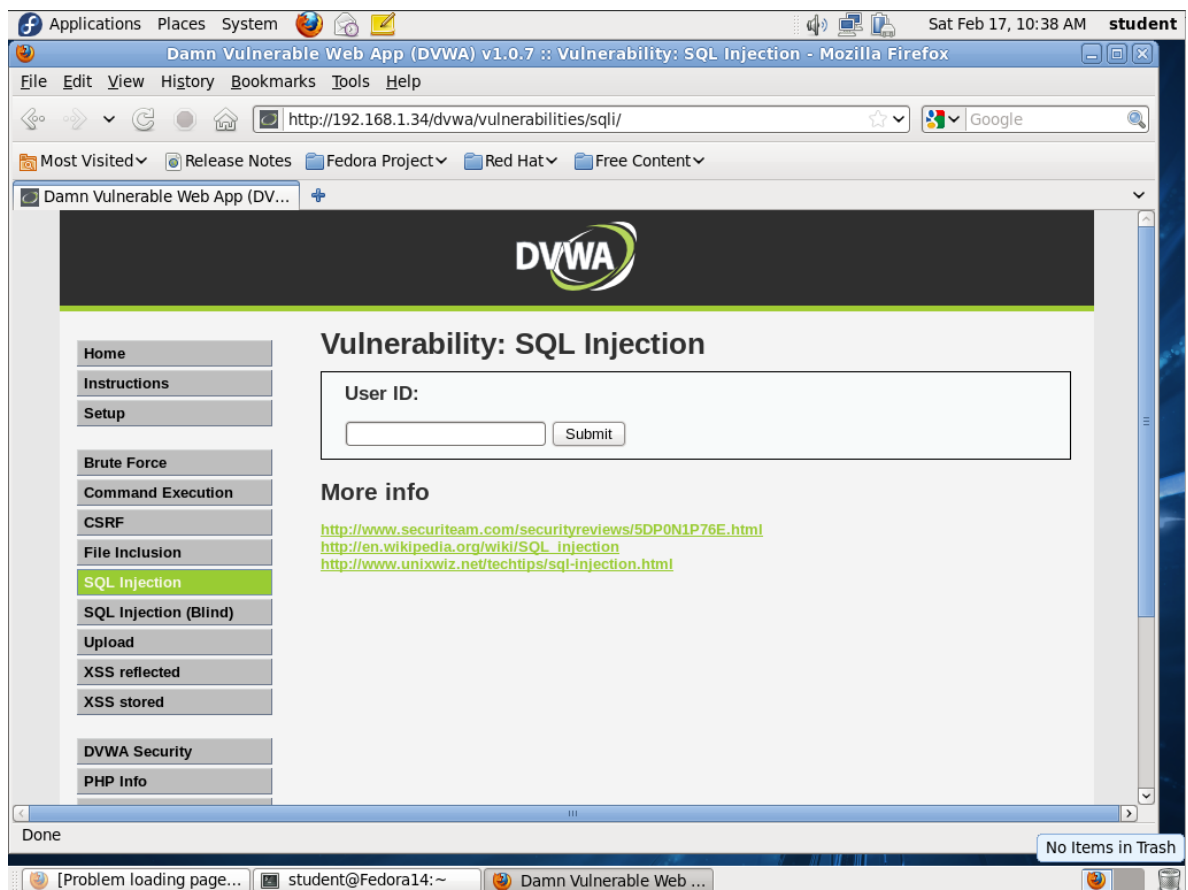 Applications Places System Sat Feb 17, 10:38 AM student
Damn Vulnerable Web App (DVWA) v1.0.7 :: Vulnerability: SQL Injection - Mozilla Firefox
File Edit View History Bookmarks Tools Help
http://192.168.1.34/dvwa/vulnerabilities/sqli/ Google
Most Visited Release Notes Fedora Project Red Hat Free Content
Damn Vulnerable Web App (DV...
DVWA
Home
Instructions
Setup
Brute Force
Command Execution
CSRF
File Inclusion
SQL Injection
SQL Injection (Blind)
Upload
XSS reflected
XSS stored
DVWA Security
PHP Info
Vulnerability: SQL Injection
User ID:
Submit
More info
http://www.securiteam.com/securityreviews/5DP0N1P76E.html
http://en.wikipedia.org/wiki/SQL_injection
http://www.unixwiz.net/techtips/sql-injection.html
Done
No Items in Trash
[Problem loading page... student@Fedora14:~ Damn Vulnerable Web ...